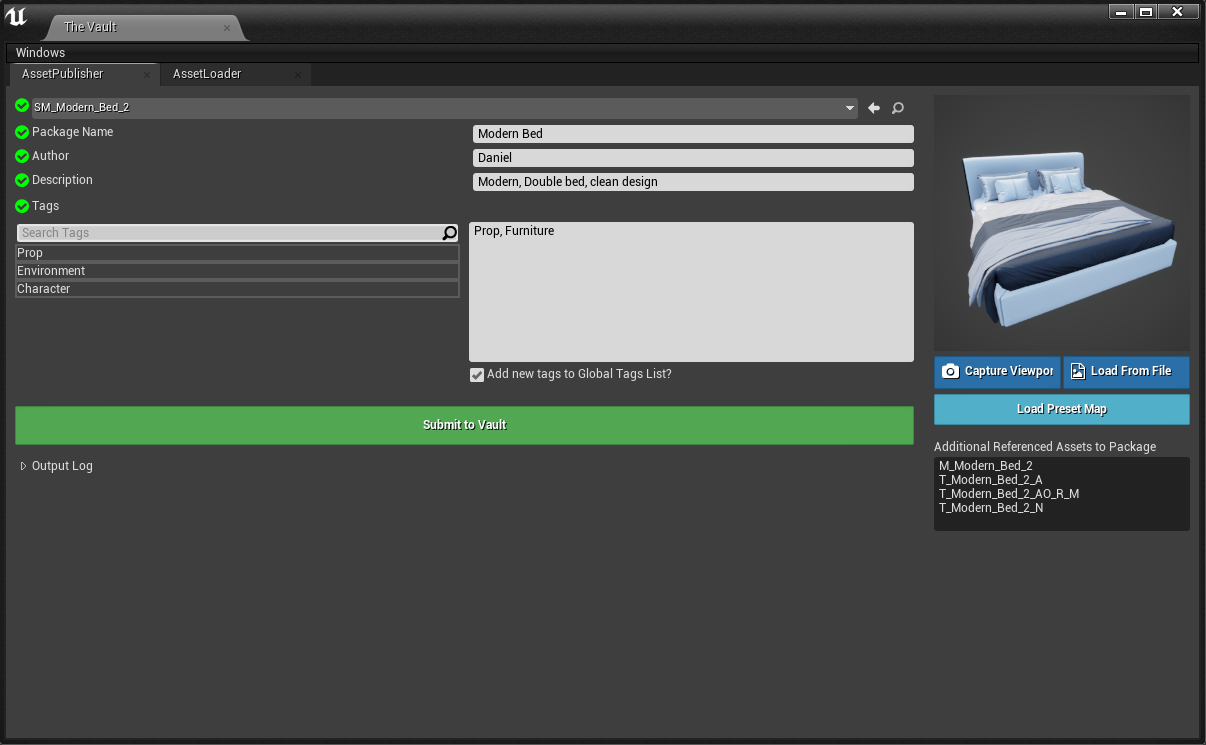 The Vault
Windows
AssetPublisher
AssetLoader
SM_Modern_Bed_2
Package Name
Modern Bed
Author
Daniel
Description
Modern, Double bed, clean design
Tags
Search Tags
Prop
Environment
Character
Prop, Furniture
Add new tags to Global Tags List?
Submit to Vault
Output Log
Capture Viewpor
Load From File
Load Preset Map
Additional Referenced Assets to Package
M_Modern_Bed_2
T_Modern_Bed_2_A
T_Modern_Bed_2_AO_R_M
T_Modern_Bed_2_N